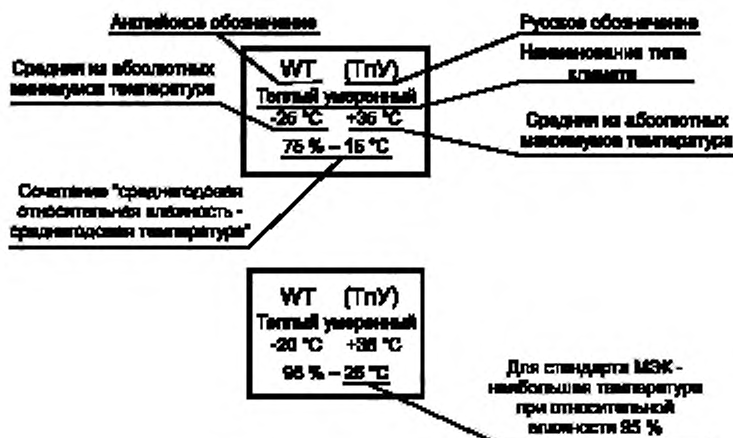 Английское обозначение
Русское обозначение
WT (ТпУ)
Теплый умеренный
-25 °С +35 °С
75 % – 15 °С
Наименование типа
климата
Средняя из абсолютных
минимумов температура
Средняя из абсолютных
максимумов температура
Сочетание "среднегодовая
относительная влажность -
среднегодовая температура"
WT (ТпУ)
Теплый умеренный
-20 °С +35 °С
95 % – 25 °С
Для стандарта МЭК -
наибольшая температура
при относительной
влажности 95 %